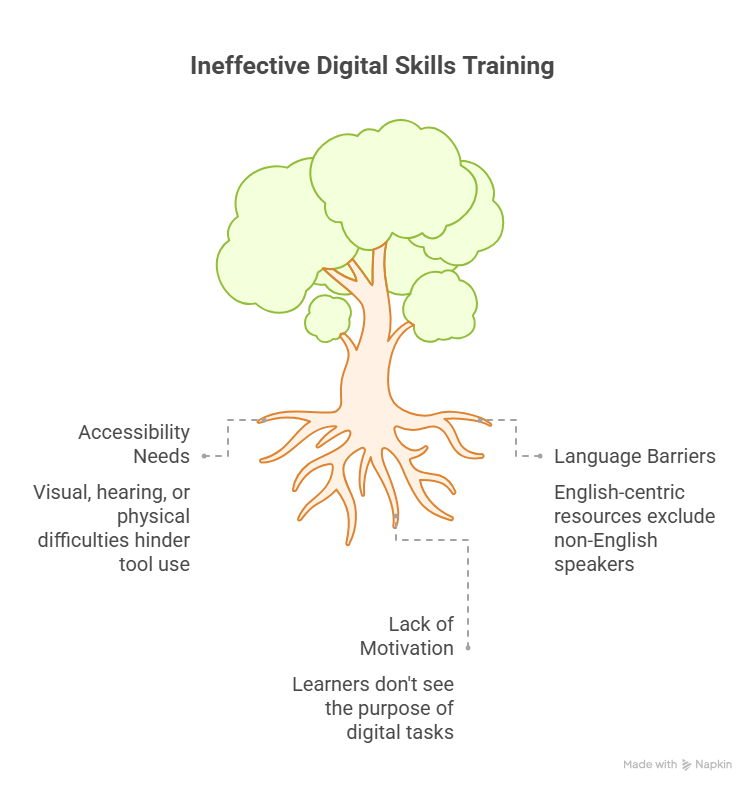 Ineffective Digital Skills Training
Accessibility
Needs
Visual, hearing, or
physical
difficulties hinder
tool use
Language Barriers
English-centric
resources exclude
non-English
speakers
Lack of
Motivation
Learners don't see
the purpose of
digital tasks
Made with Napkin